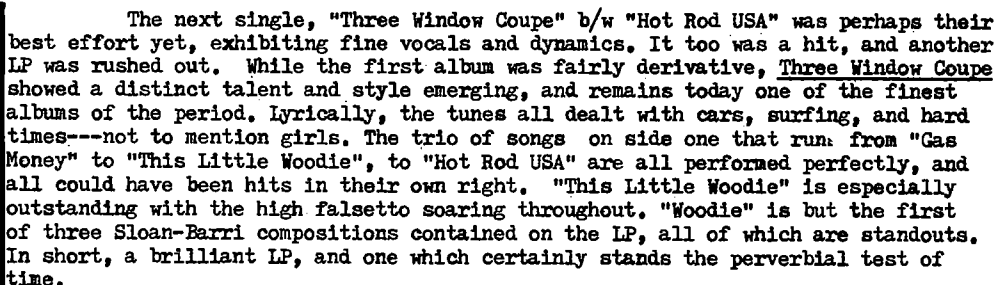 The next single, "Three Window Coupe" b/w "Hot Rod USA" was perhaps their
best effort yet, exhibiting fine vocals and dynamics. It too was a hit, and another
LP was rushed out. While the first album was fairly derivative, Three Window Coupe
showed a distinct talent and style emerging, and remains today one of the finest
albums of the period. Lyrically, the tunes all dealt with cars, surfing, and hard
times---not to mention girls. The trio of songs on side one that run from "Gas
Money" to "This Little Woodie", to "Hot Rod USA" are all performed perfectly, and
all could have been hits in their own right. "This Little Woodie" is especially
outstanding with the high falsetto soaring throughout. "Woodie" is but the first
of three Sloan-Barri compositions contained on the LP, all of which are standouts.
In short, a brilliant LP, and one which certainly stands the perverbial test of
time.